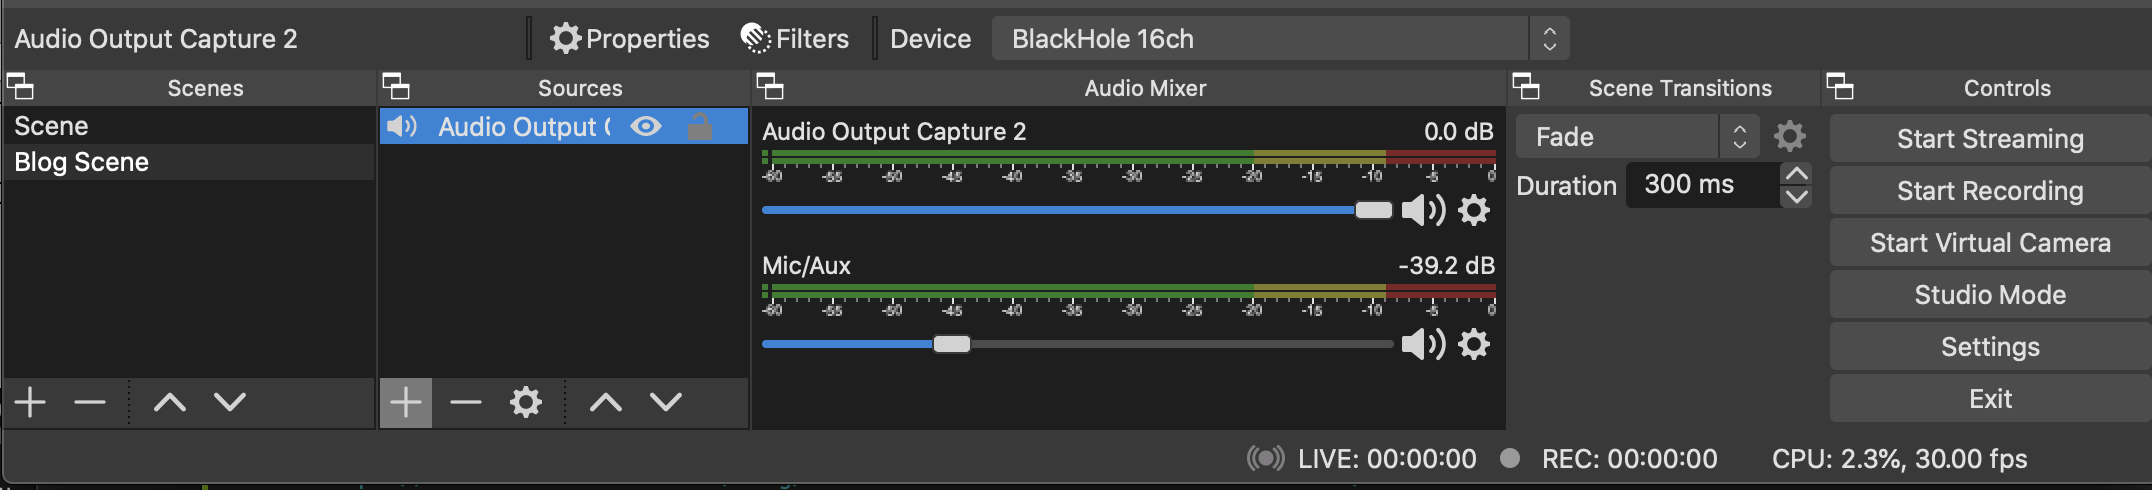 Audio Output Capture 2 Properties Filters Device BlackHole 16ch
Scenes
Scene
Blog Scene
Sources
Audio Output
Audio Mixer
Audio Output Capture 2 0.0 dB
-60 -55 -50 -45 -40 -35 -30 -25 -20 -15 -10 -5 0
Mic/Aux -39.2 dB
-60 -55 -50 -45 -40 -35 -30 -25 -20 -15 -10 -5 0
Scene Transitions
Fade
Duration 300 ms
Controls
Start Streaming
Start Recording
Start Virtual Camera
Studio Mode
Settings
Exit
LIVE: 00:00:00 REC: 00:00:00 CPU: 2.3%, 30.00 fps